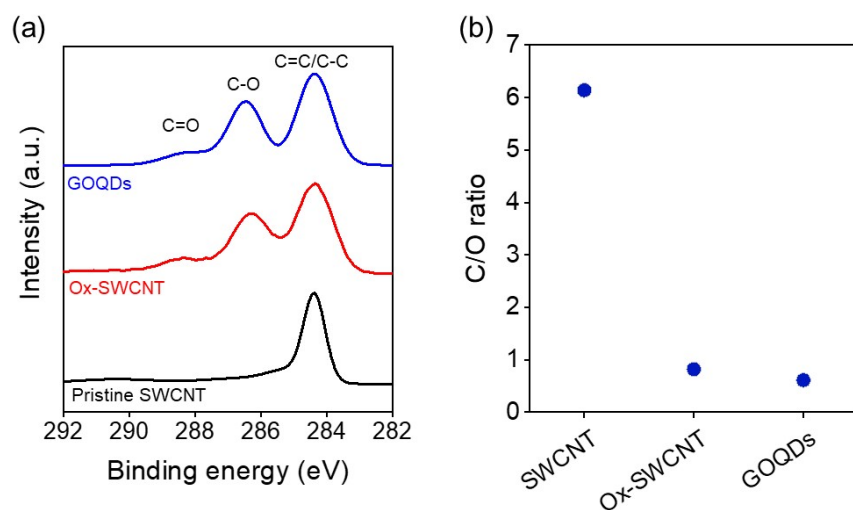 (a)
Intensity (a.u.)
C=C/C-C
C-O
C=O
GOQDs
Ox-SWCNT
Pristine SWCNT
292 290 288 286 284 282
Binding energy (eV)
(b)
C/O ratio
7
6
5
4
3
2
1
0
SWCNT
Ox-SWCNT
GOQDs